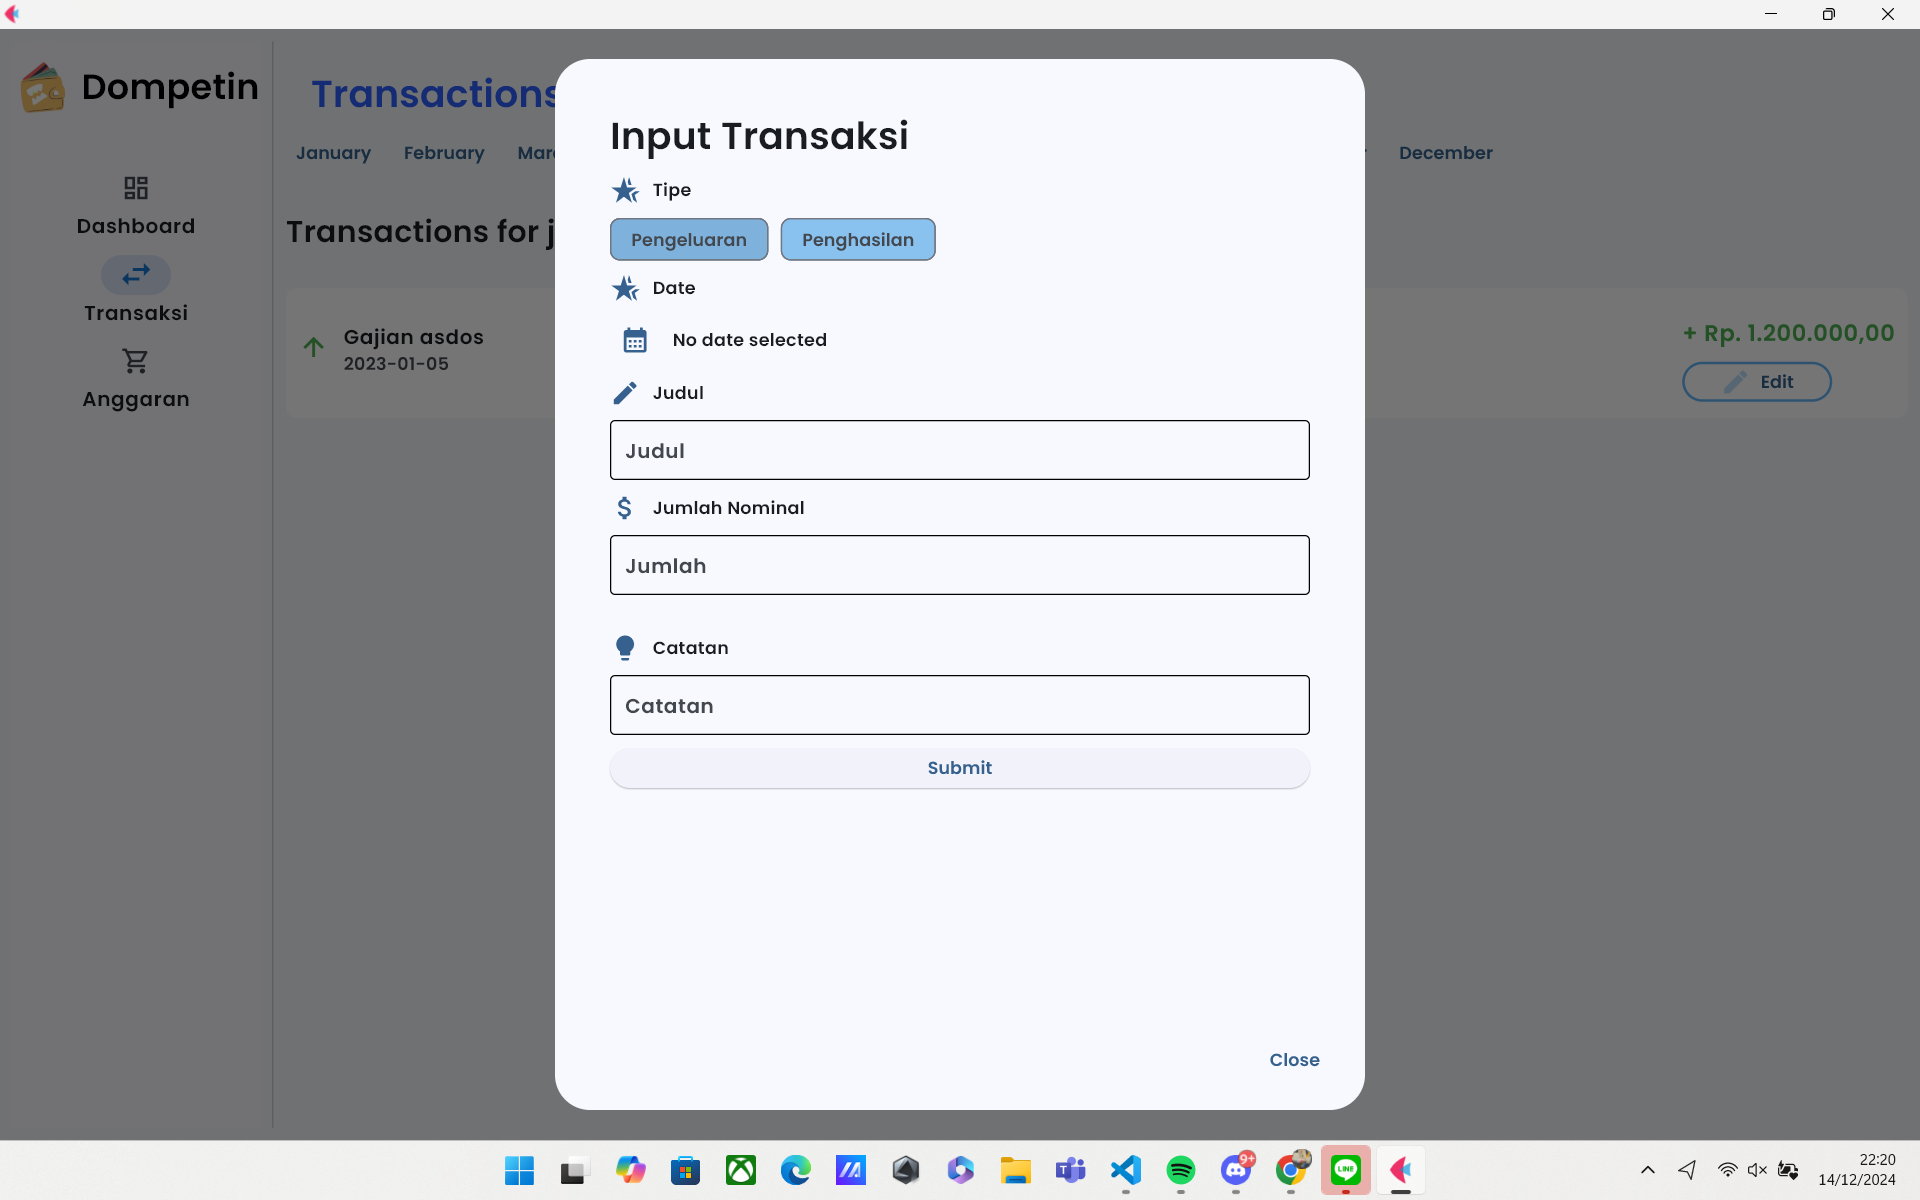 Dompetin
Transactions
January February Marc December
Transactions for j
Dashboard
Transaksi
Anggaran
Gajian asdos
2023-01-05
+ Rp. 1.200.000,00
Edit
Input Transaksi
Tipe
Pengeluaran Penghasilan
Date
No date selected
Judul
Judul
Jumlah Nominal
Jumlah
Catatan
Catatan
Submit
Close
9+
LINE
22:20
14/12/2024